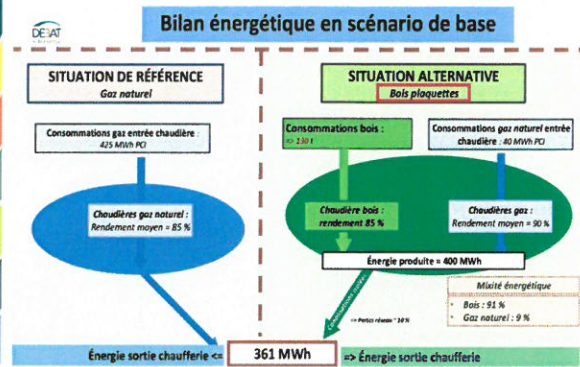 DEBAT
Bilan énergétique en scénario de base
SITUATION DE RÉFÉRENCE
Gaz naturel
SITUATION ALTERNATIVE
Bois plaquettes
Consommations gaz entrée chaudière :
425 MWh PCI
Consommations bois :
=> 130 t
Consommations gaz naturel entrée
chaudière : 40 MWh PCI
Chaudières gaz naturel :
Rendement moyen = 85 %
Chaudière bois :
rendement 85 %
Chaudières gaz :
Rendement moyen = 90 %
Énergie produite = 400 MWh
Consommations utiles
=> Pertes réseau ~ 10 %
Mixité énergétique
• Bois : 91 %
• Gaz naturel : 9 %
Énergie sortie chaufferie <=
361 MWh
=> Énergie sortie chaufferie